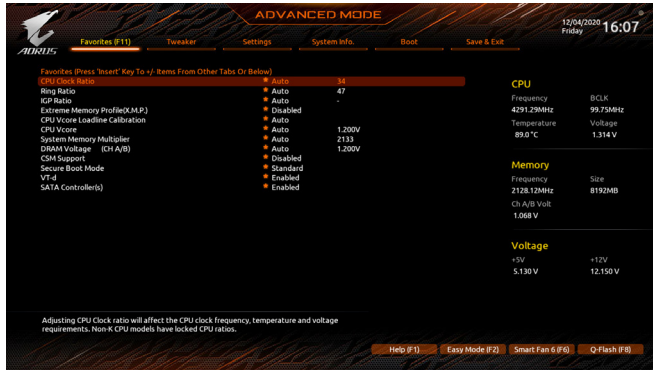 ADVANCED MODE
12/04/2020 Friday 16:07
AORUS
Favorites (F11) Tweaker Settings System Info. Boot Save & Exit
Favorites (Press 'Insert' Key To +/- Items From Other Tabs Or Below)
CPU Clock Ratio Auto 34
Ring Ratio Auto 47
IGP Ratio Auto -
Extreme Memory Profile(X.M.P.) Disabled
CPU Vcore Loadline Calibration Auto
CPU Vcore Auto 1.200V
System Memory Multiplier Auto 2133
DRAM Voltage (CH A/B) Auto 1.200V
CSM Support Disabled
Secure Boot Mode Standard
VT-d Enabled
SATA Controller(s) Enabled
CPU
Frequency BCLK
4291.29MHz 99.75MHz
Temperature Voltage
89.0°C 1.314 V
Memory
Frequency Size
2128.12MHz 8192MB
Ch A/B Volt
1.068 V
Voltage
+5V +12V
5.130 V 12.150 V
Adjusting CPU Clock ratio will affect the CPU clock frequency, temperature and voltage
requirements. Non-K CPU models have locked CPU ratios.
Help (F1) Easy Mode (F2) Smart Fan 6 (F6) Q-Flash (F8)